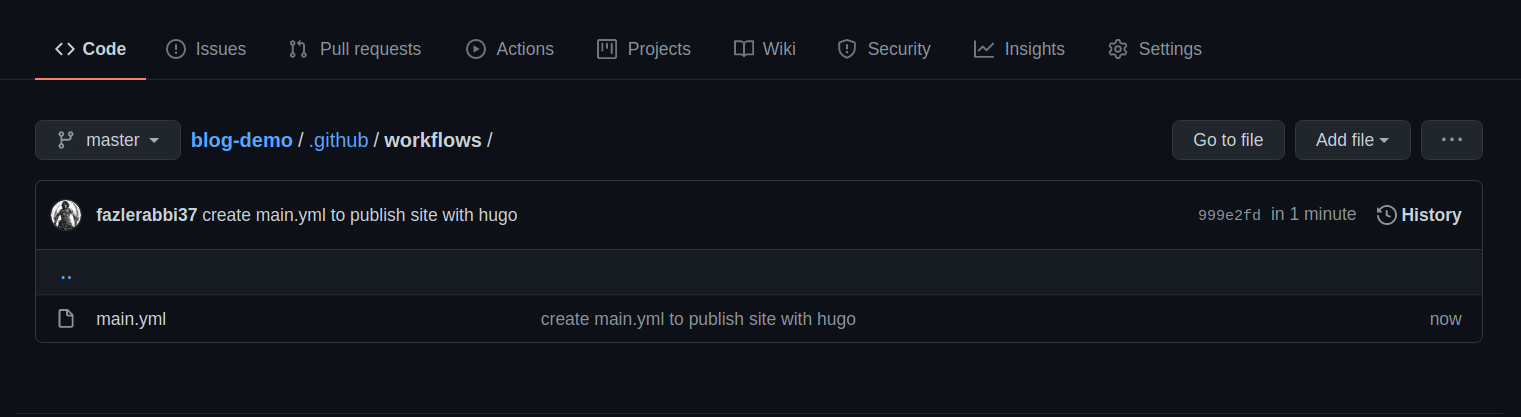 Code Issues Pull requests Actions Projects Wiki Security Insights Settings
master blog-demo / .github / workflows / Go to file Add file ...
fazlerabbi37 create main.yml to publish site with hugo 999e2fd in 1 minute History
..
main.yml create main.yml to publish site with hugo now